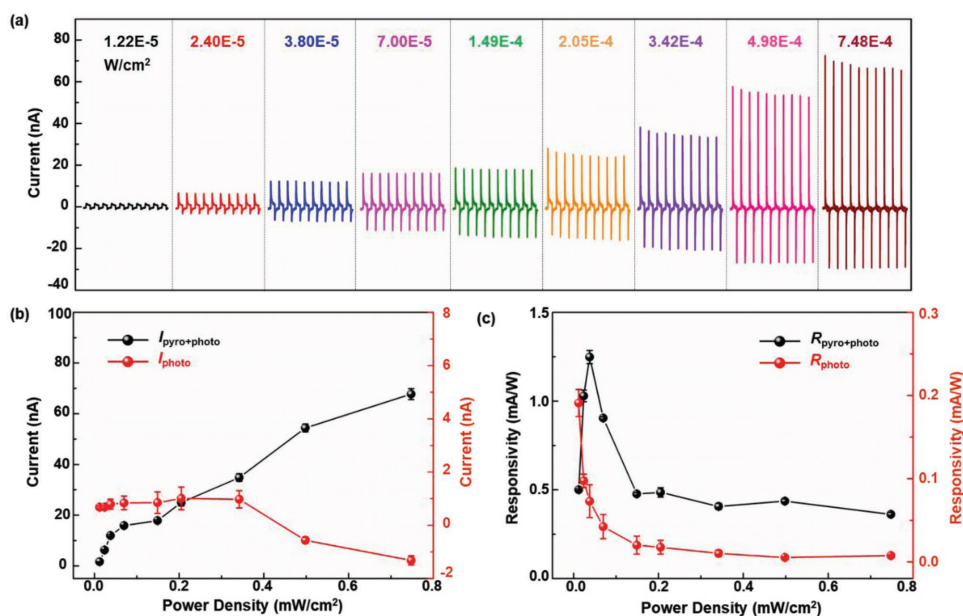 (a)
80
60
40
20
0
-20
-40
Current (nA)
1.22E-5 2.40E-5 3.80E-5 7.00E-5 1.49E-4 2.05E-4 3.42E-4 4.98E-4 7.48E-4
W/cm²
(b)
100
80
60
40
20
0
Current (nA)
I pyro+photo
I photo
8
6
4
2
0
-2
Current (nA)
0.0 0.2 0.4 0.6 0.8
Power Density (mW/cm²)
(c)
1.5
1.0
0.5
0.0
Responsivity (mA/W)
R pyro+photo
R photo
0.3
0.2
0.1
0.0
Responsivity (mA/W)
0.0 0.2 0.4 0.6 0.8
Power Density (mW/cm²)